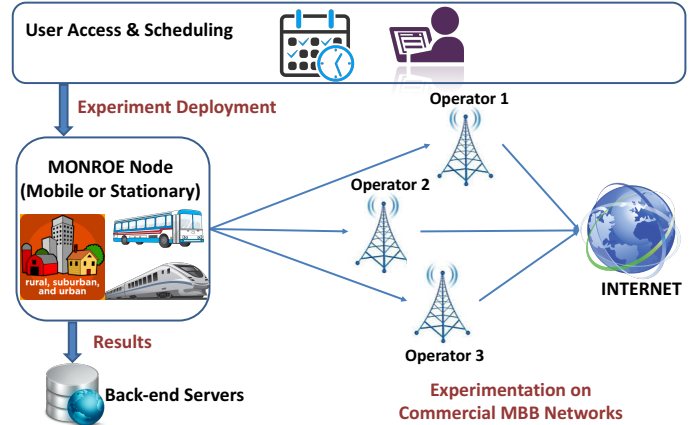 User Access & Scheduling
Experiment Deployment
Operator 1
MONROE Node
(Mobile or Stationary)
Operator 2
rural, suburban,
and urban
INTERNET
Results
Operator 3
Back-end Servers
Experimentation on
Commercial MBB Networks